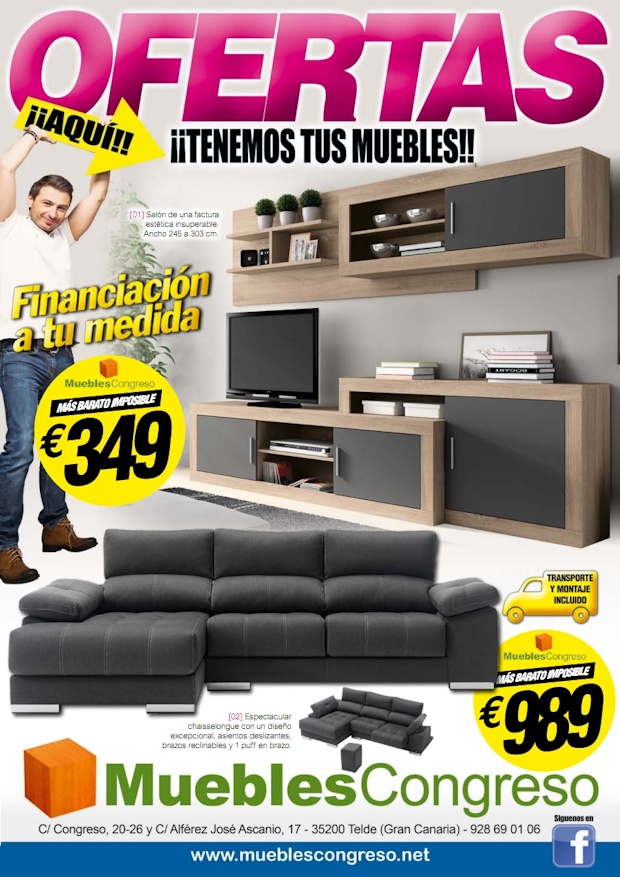 OFERTAS
¡¡AQUÍ!!
¡¡TENEMOS TUS MUEBLES!!
[01] Salón de una factura
estética insuperable.
Ancho 245 a 303 cm.
Financiación
a tu medida
MueblesCongreso
MÁS BARATO IMPOSIBLE
€349
BOGART
TRANSPORTE
Y MONTAJE
INCLUIDO
MueblesCongreso
MÁS BARATO IMPOSIBLE
€989
[02] Espectacular
chaisselongue con un diseño
excepcional, asientos deslizantes,
brazos reclinables y 1 puff en brazo.
MueblesCongreso
C/ Congreso, 20-26 y C/ Alférez José Ascanio, 17 - 35200 Telde (Gran Canaria) - 928 69 01 06
Síguenos en
f
www.mueblescongreso.net